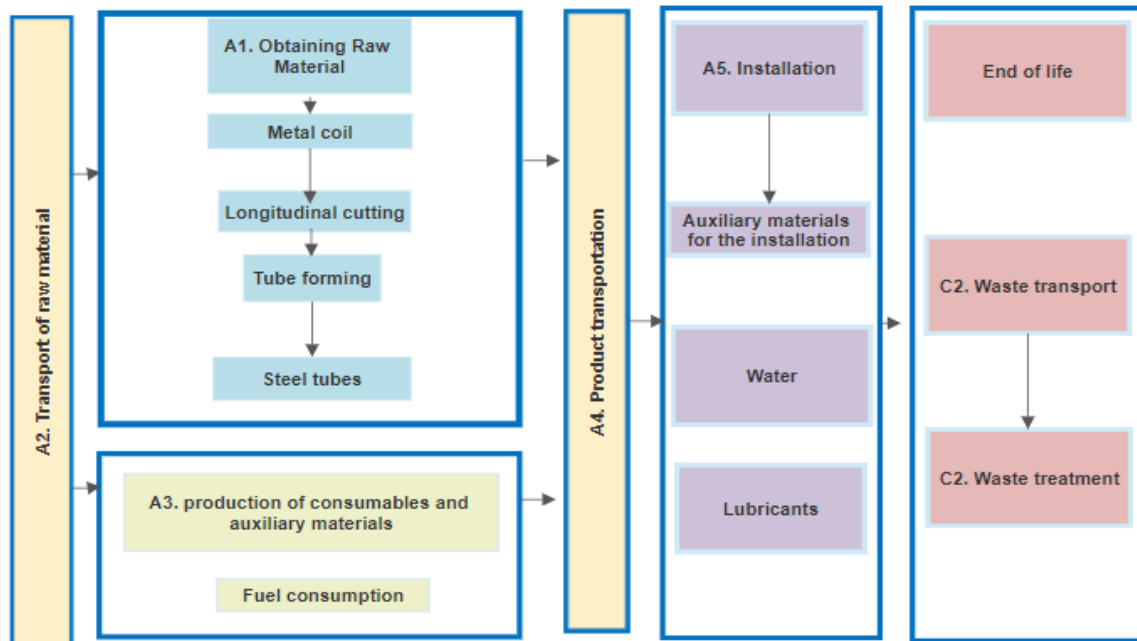 A2. Transport of raw material
A1. Obtaining Raw
Material
Metal coil
Longitudinal cutting
Tube forming
Steel tubes
A3. production of consumables and
auxiliary materials
Fuel consumption
A4. Product transportation
A5. Installation
Auxiliary materials
for the installation
Water
Lubricants
End of life
C2. Waste transport
C2. Waste treatment